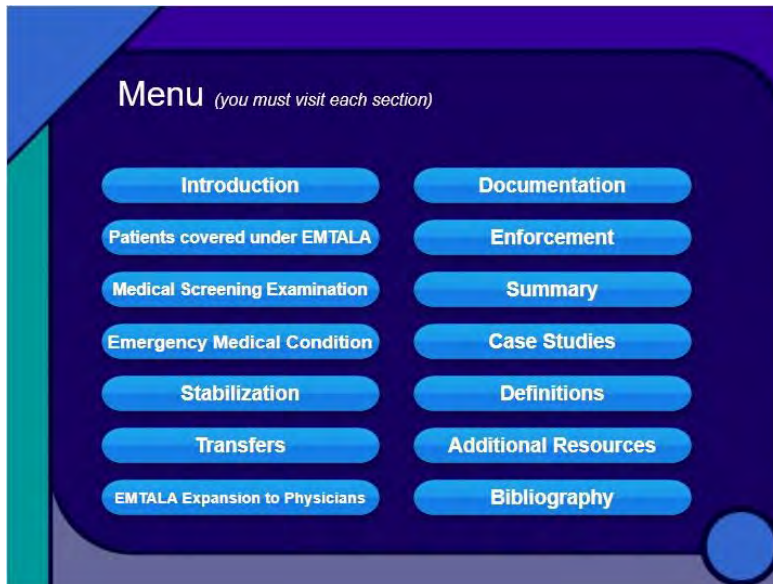 Menu (you must visit each section)
Introduction
Patients covered under EMTALA
Medical Screening Examination
Emergency Medical Condition
Stabilization
Transfers
EMTALA Expansion to Physicians
Documentation
Enforcement
Summary
Case Studies
Definitions
Additional Resources
Bibliography